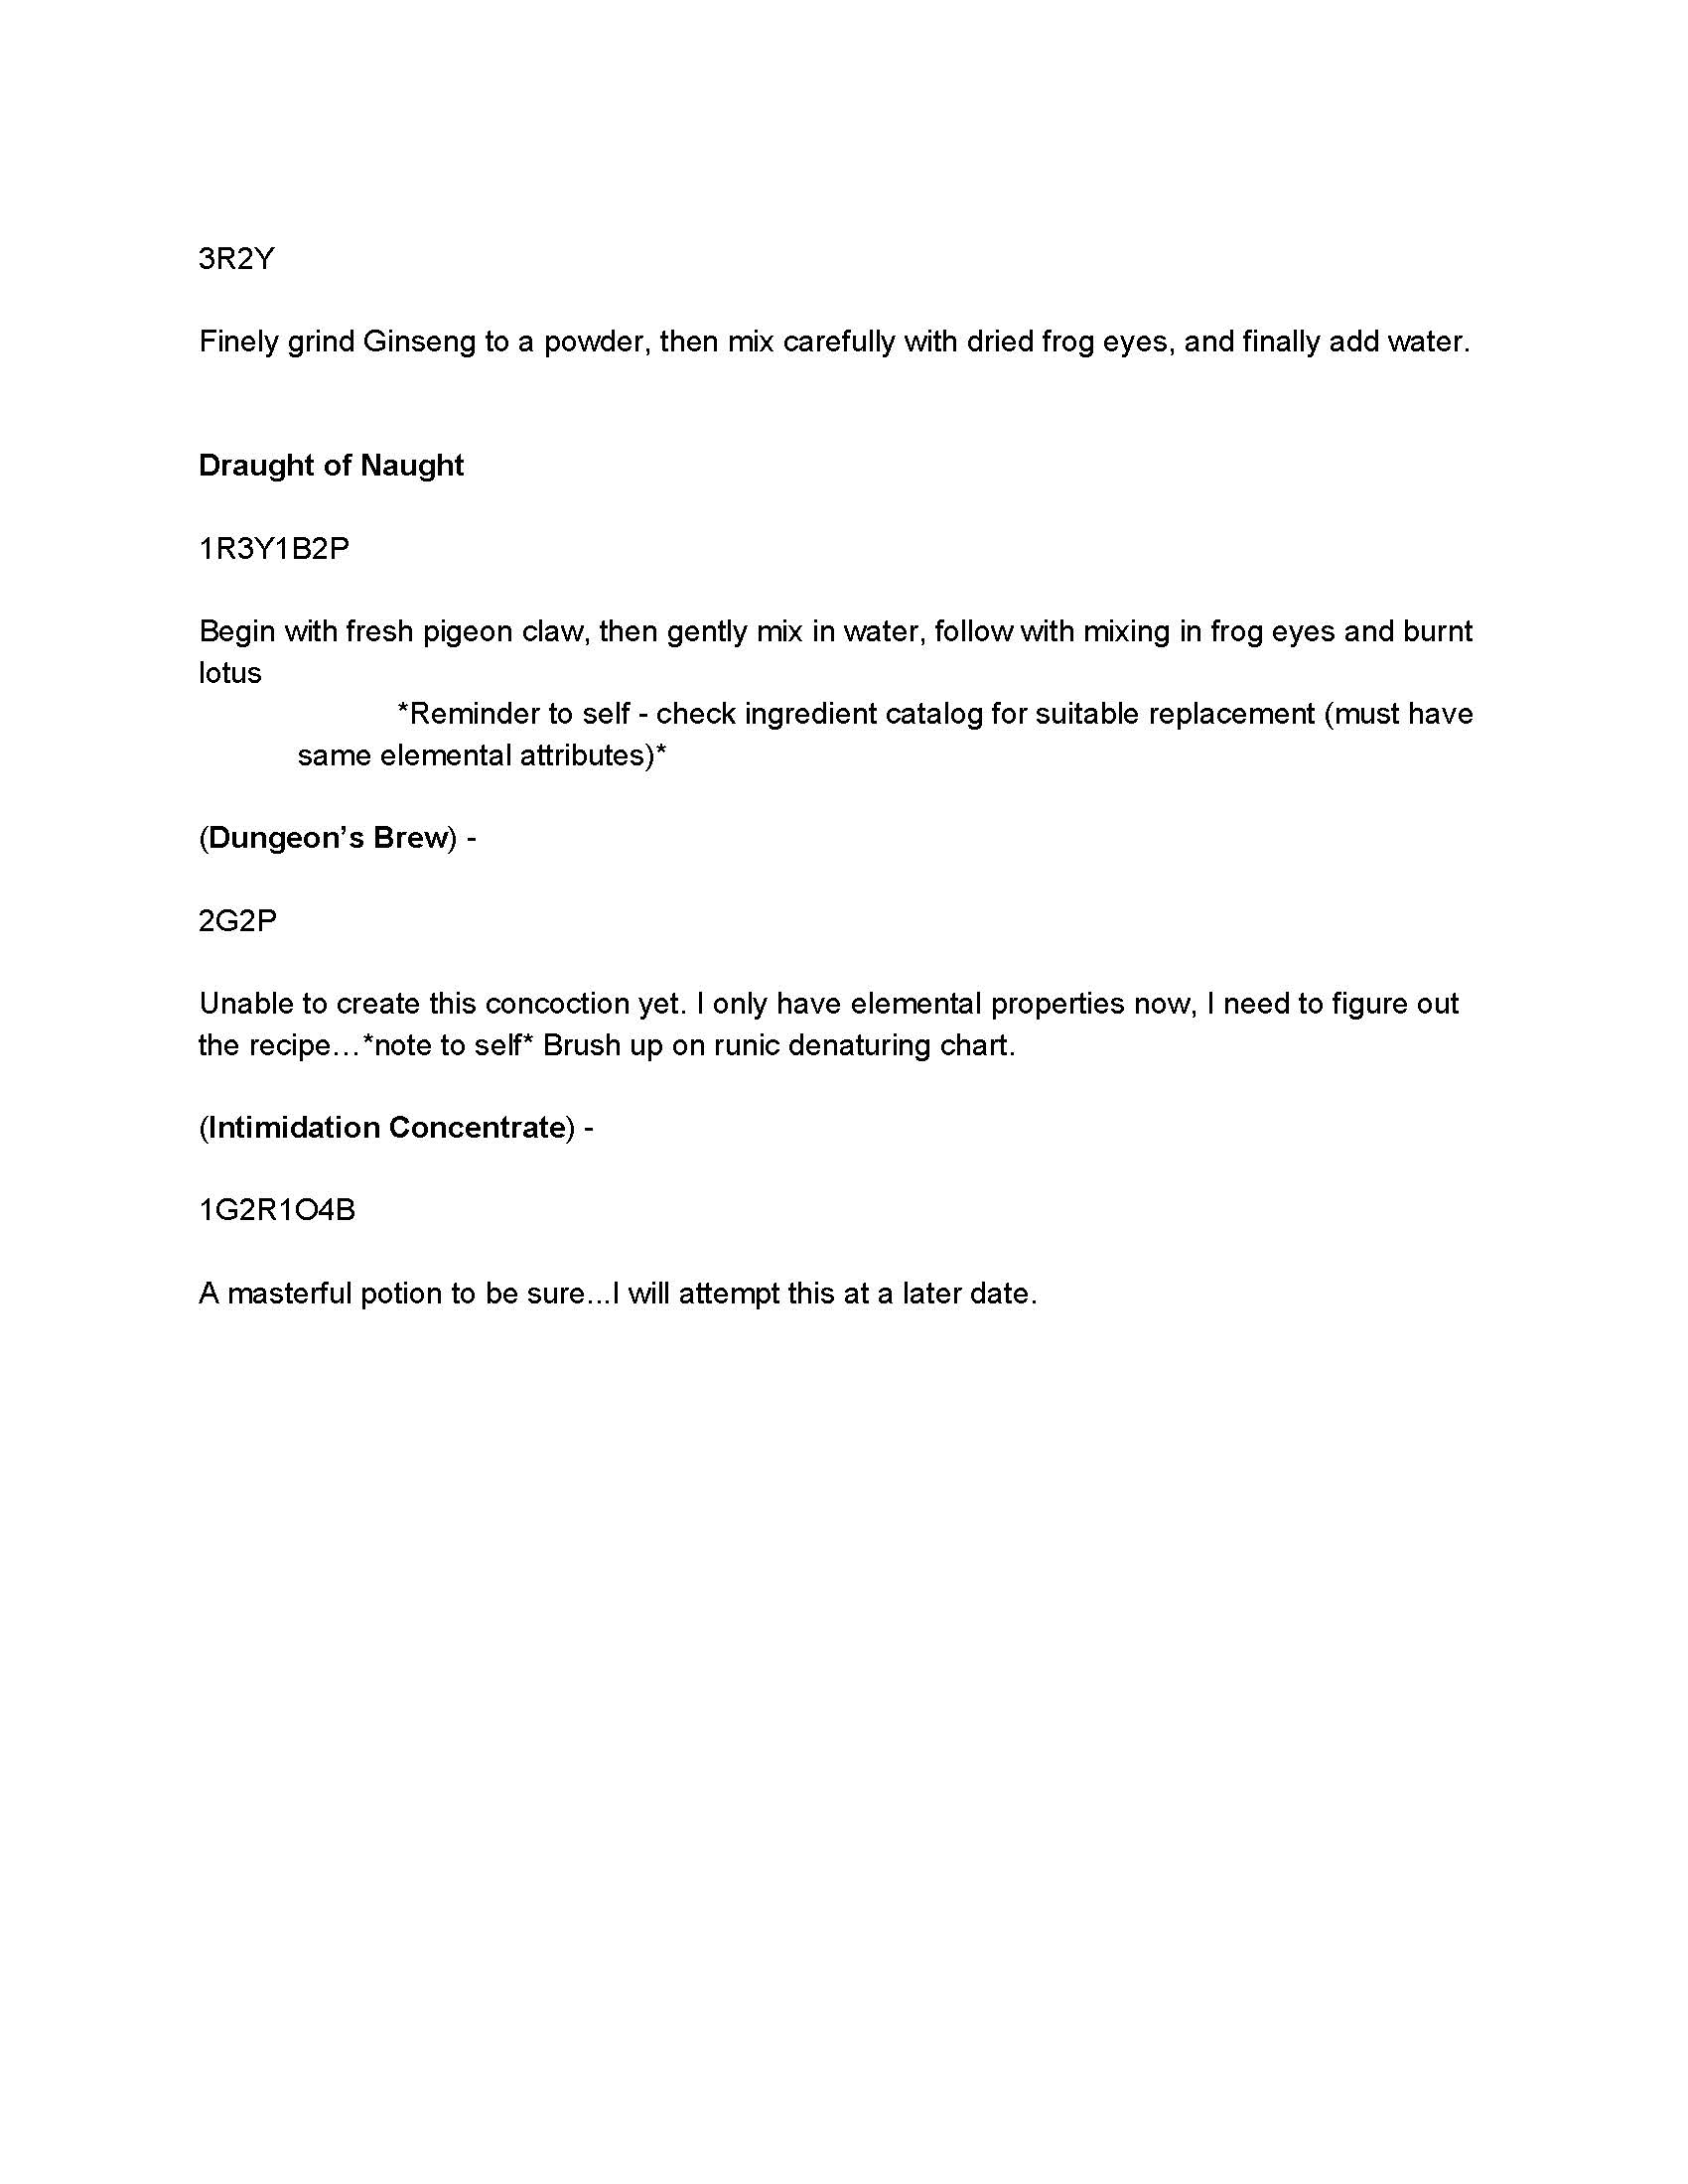 3R2Y
Finely grind Ginseng to a powder, then mix carefully with dried frog eyes, and finally add water.
Draught of Naught
1R3Y1B2P
Begin with fresh pigeon claw, then gently mix in water, follow with mixing in frog eyes and burnt
lotus
*Reminder to self - check ingredient catalog for suitable replacement (must have
same elemental attributes)*
(Dungeon’s Brew) -
2G2P
Unable to create this concoction yet. I only have elemental properties now, I need to figure out
the recipe…*note to self* Brush up on runic denaturing chart.
(Intimidation Concentrate) -
1G2R1O4B
A masterful potion to be sure...I will attempt this at a later date.